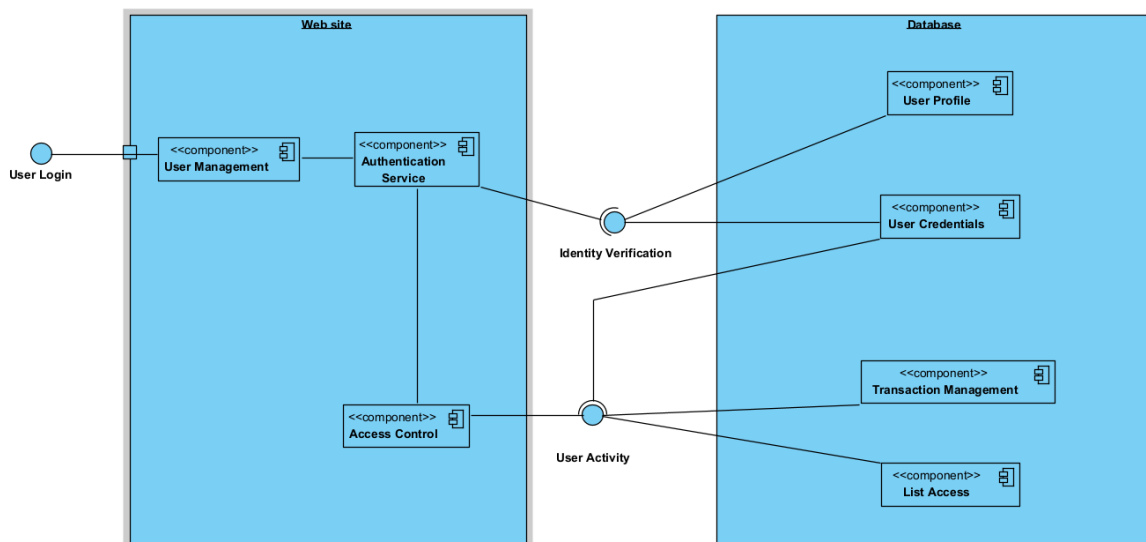 Web site
Database
<<component>>
User Profile
<<component>>
User Management
<<component>>
Authentication
Service
User Login
<<component>>
User Credentials
Identity Verification
<<component>>
Transaction Management
<<component>>
Access Control
User Activity
<<component>>
List Access